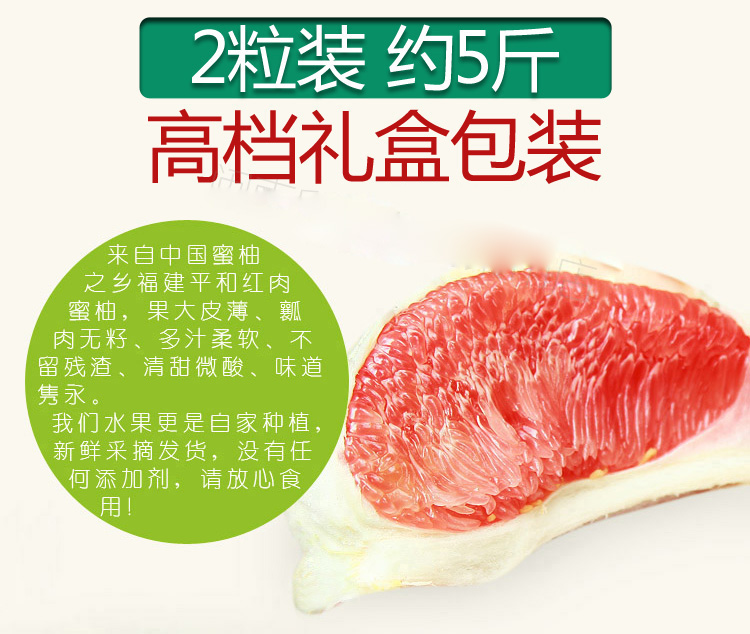 2粒装 约5斤
高档礼盒包装
来自中国蜜柚
之乡福建平和红肉
蜜柚，果大皮薄、瓤
肉无籽、多汁柔软、不
留残渣、清甜微酸、味道
隽永。
我们水果更是自家种植，
新鲜采摘发货，没有任
何添加剂，请放心食
用！